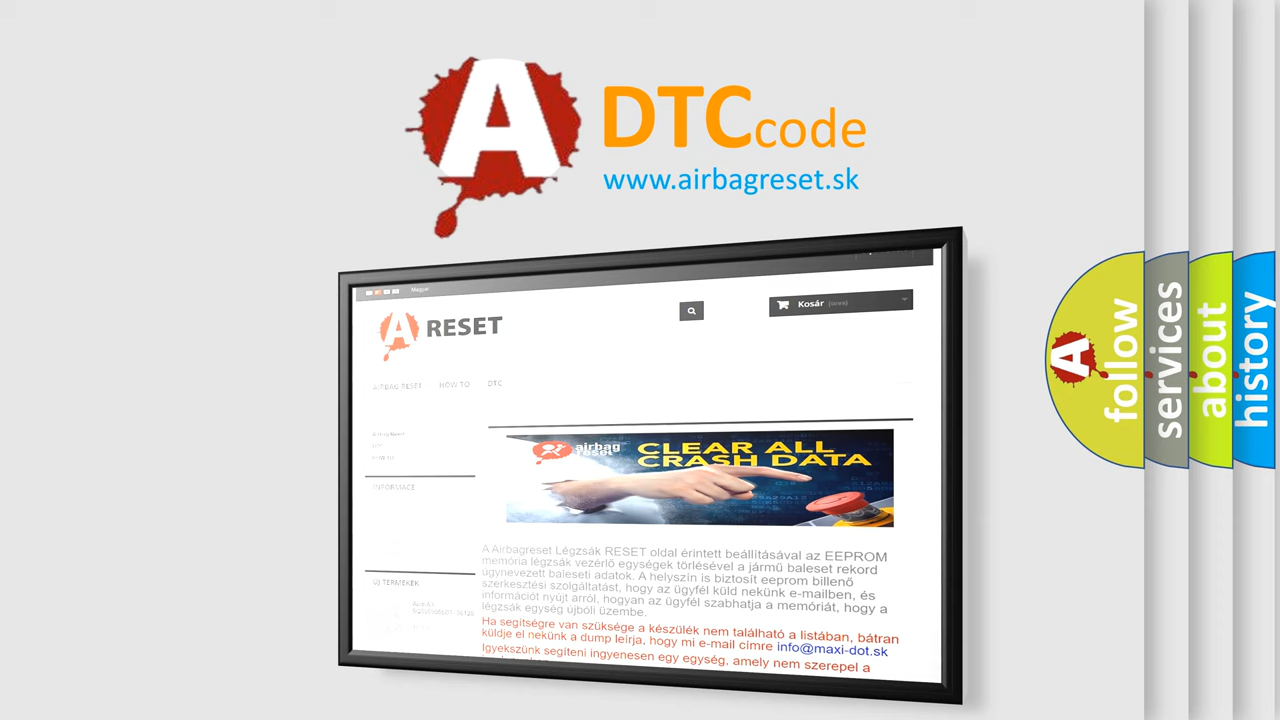 A
DTC code
www.airbagreset.sk
Magyar
A RESET
Kosár (üres)
AIRBAG RESET HOW TO DTC
INFORMACE
ÚJ TERMÉKEK
airbag
reset
CLEAR ALL
CRASH DATA
A Airbagreset Légzsák RESET oldal érintett beállításával az EEPROM
memória légzsák vezérlő egységek törlésével a jármű baleset rekord
úgynevezett baleseti adatok. A helyszín is biztosít eeprom billenő
szerkesztési szolgáltatást, hogy az ügyfél küld nekünk e-mailben, és
információt nyújt arról, hogyan az ügyfél szabhatja a memóriát, hogy a
légzsák egység újbóli üzembe.
Ha segítségre van szüksége a készülék nem található a listában, bátran
küldje el nekünk a dump leírja, hogy mi e-mail címre info@maxi-dot.sk
Igyekszünk segíteni ingyenesen egy egység, amely nem szerepel a
A
follow
services
about
history